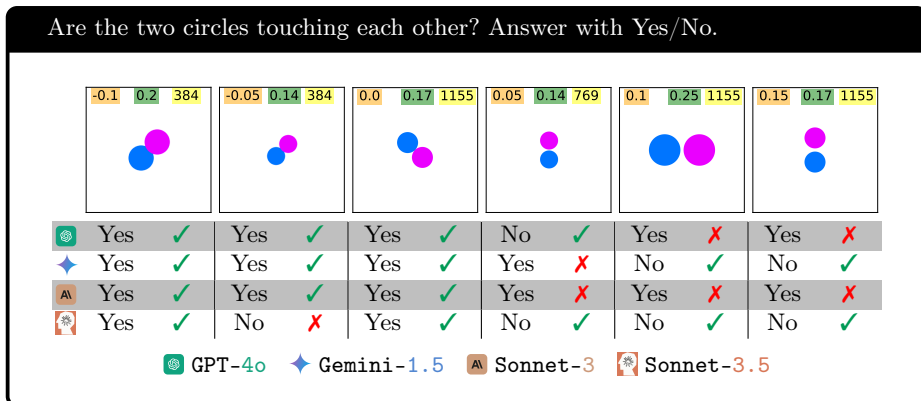 Are the two circles touching each other? Answer with Yes/No.
-0.1 0.2 384 -0.05 0.14 384 0.0 0.17 1155 0.05 0.14 769 0.1 0.25 1155 0.15 0.17 1155
Yes ✓ Yes ✓ Yes ✓ No ✓ Yes ✗ Yes ✗
Yes ✓ Yes ✓ Yes ✓ Yes ✗ No ✓ No ✓
A\ Yes ✓ Yes ✓ Yes ✓ Yes ✗ Yes ✗ Yes ✗
Yes ✓ No ✗ Yes ✓ No ✓ No ✓ No ✓
GPT-4o Gemini-1.5 A\ Sonnet-3 Sonnet-3.5